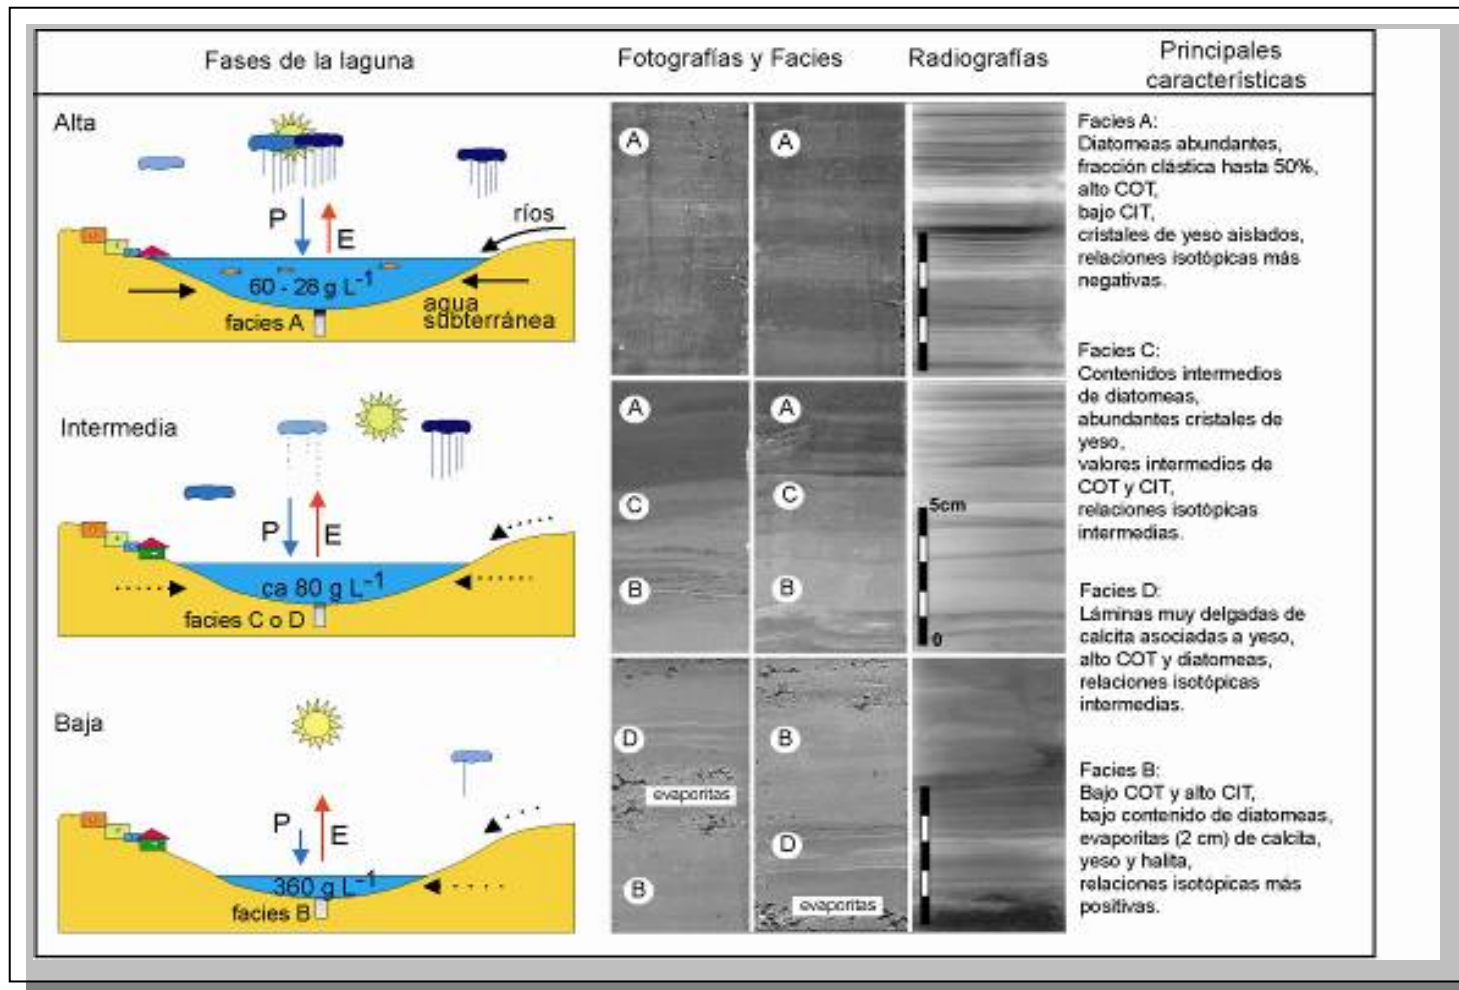 Fases de la laguna
Fotografías y Facies
Radiografías
Principales
características
Alta
P
E
ríos
60 - 28 g L-1
agua
subterránea
facies A
A
A
Facies A:
Diatomeas abundantes,
fracción clástica hasta 50%,
alto COT,
bajo CIT,
cristales de yeso aislados,
relaciones isotópicas más
negativas.
Intermedia
P
E
ca 80 g L-1
facies C o D
A
C
B
A
C
B
5cm
0
Facies C:
Contenidos intermedios
de diatomeas,
abundantes cristales de
yeso,
valores intermedios de
COT y CIT,
relaciones isotópicas
intermedias.
Facies D:
Láminas muy delgadas de
calcita asociadas a yeso,
alto COT y diatomeas,
relaciones isotópicas
intermedias.
Baja
P
E
360 g L-1
facies B
D
evaporitas
B
B
D
evaporitas
Facies B:
Bajo COT y alto CIT,
bajo contenido de diatomeas,
evaporitas (2 cm) de calcita,
yeso y halita,
relaciones isotópicas más
positivas.